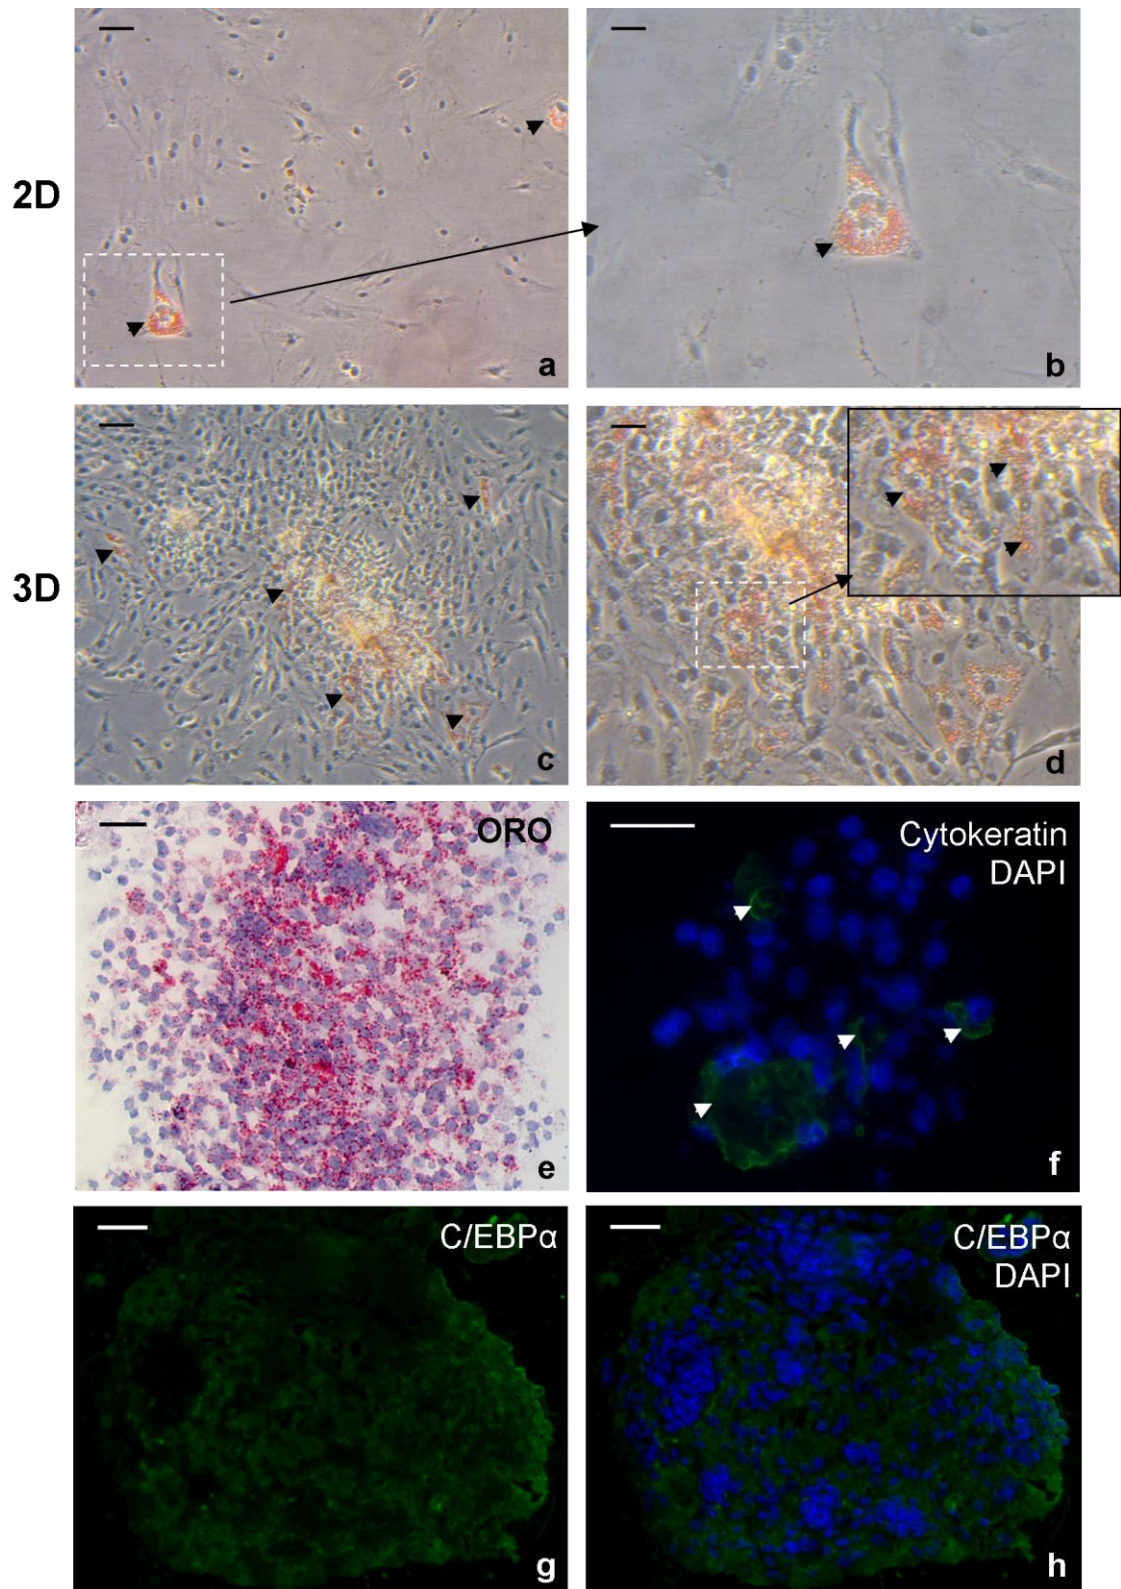 2D
a
b
3D
c
d
ORO
e
Cytokeratin
DAPI
f
C/EBPα
g
C/EBPα
DAPI
h